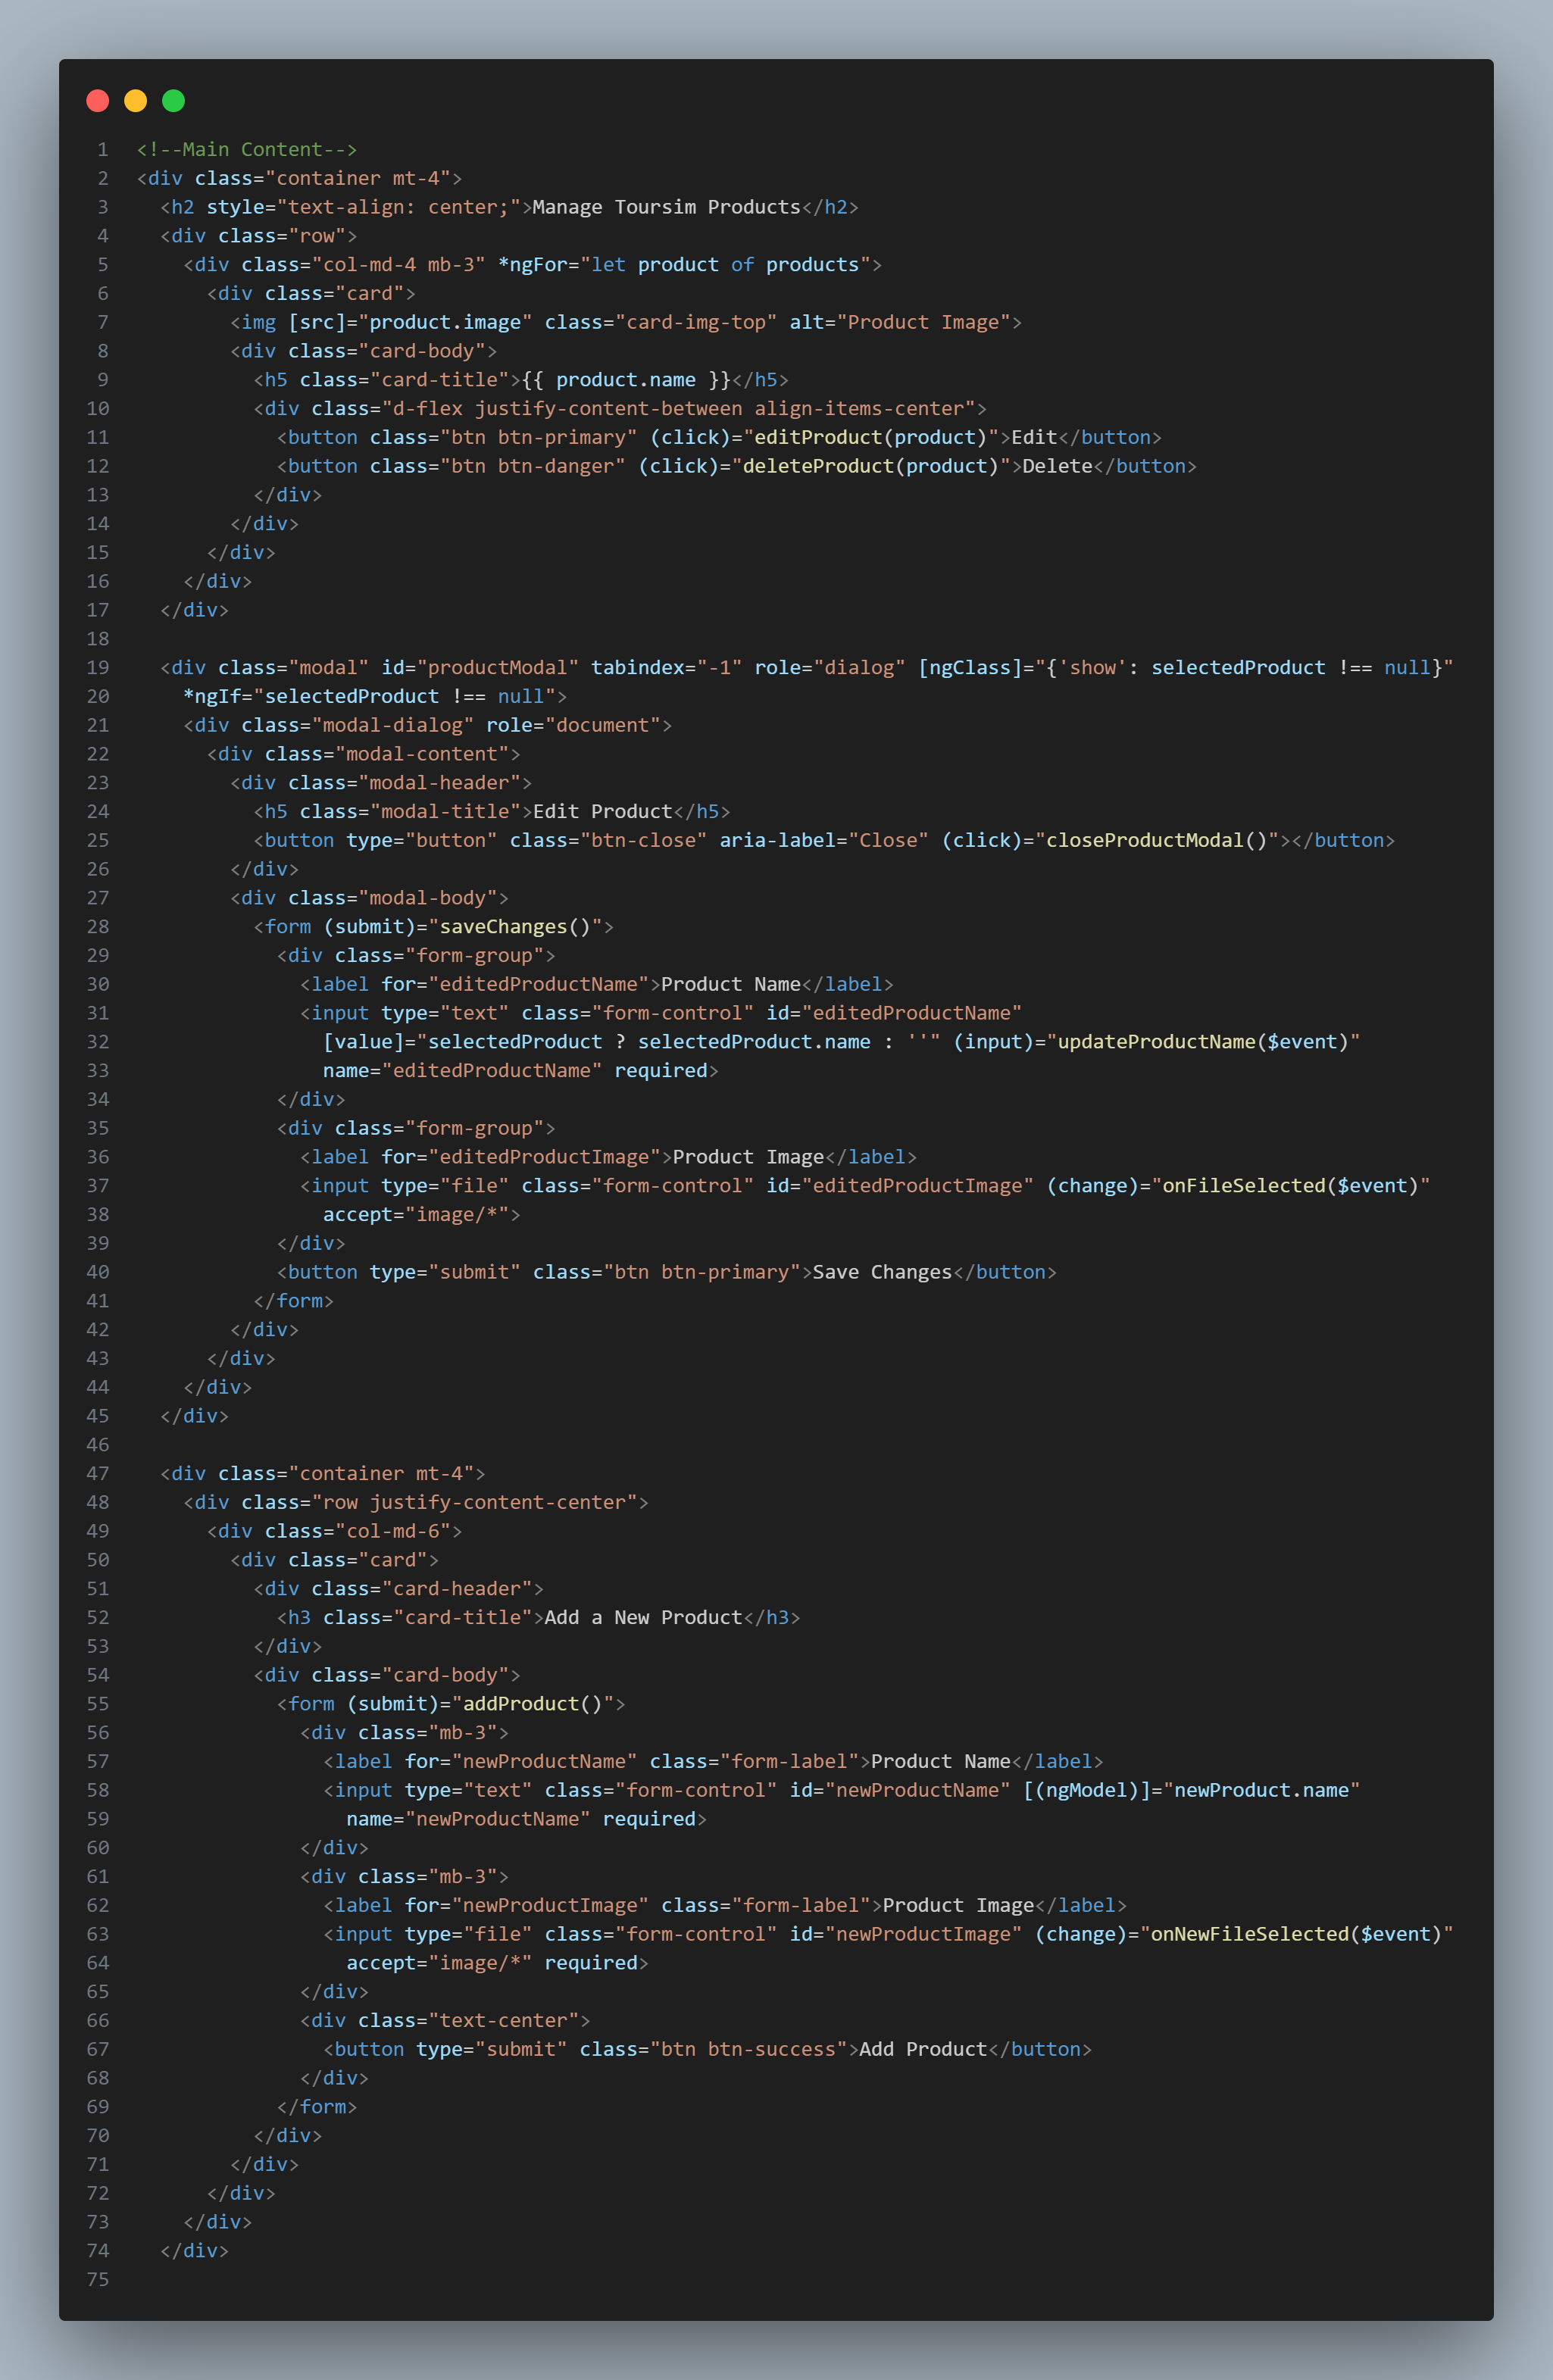 1 <!--Main Content-->
2 <div class="container mt-4">
3   <h2 style="text-align: center;">Manage Toursim Products</h2>
4   <div class="row">
5     <div class="col-md-4 mb-3" *ngFor="let product of products">
6       <div class="card">
7         <img [src]="product.image" class="card-img-top" alt="Product Image">
8         <div class="card-body">
9           <h5 class="card-title">{{ product.name }}</h5>
10           <div class="d-flex justify-content-between align-items-center">
11             <button class="btn btn-primary" (click)="editProduct(product)">Edit</button>
12             <button class="btn btn-danger" (click)="deleteProduct(product)">Delete</button>
13           </div>
14         </div>
15       </div>
16     </div>
17   </div>
18
19   <div class="modal" id="productModal" tabindex="-1" role="dialog" [ngClass]="{'show': selectedProduct !== null}"
20     *ngIf="selectedProduct !== null">
21     <div class="modal-dialog" role="document">
22       <div class="modal-content">
23         <div class="modal-header">
24           <h5 class="modal-title">Edit Product</h5>
25           <button type="button" class="btn-close" aria-label="Close" (click)="closeProductModal()"></button>
26         </div>
27         <div class="modal-body">
28           <form (submit)="saveChanges()">
29             <div class="form-group">
30               <label for="editedProductName">Product Name</label>
31               <input type="text" class="form-control" id="editedProductName"
32                 [value]="selectedProduct ? selectedProduct.name : ''" (input)="updateProductName($event)"
33                 name="editedProductName" required>
34             </div>
35             <div class="form-group">
36               <label for="editedProductImage">Product Image</label>
37               <input type="file" class="form-control" id="editedProductImage" (change)="onFileSelected($event)"
38                 accept="image/*">
39             </div>
40             <button type="submit" class="btn btn-primary">Save Changes</button>
41           </form>
42         </div>
43       </div>
44     </div>
45   </div>
46
47   <div class="container mt-4">
48     <div class="row justify-content-center">
49       <div class="col-md-6">
50         <div class="card">
51           <div class="card-header">
52             <h3 class="card-title">Add a New Product</h3>
53           </div>
54           <div class="card-body">
55             <form (submit)="addProduct()">
56               <div class="mb-3">
57                 <label for="newProductName" class="form-label">Product Name</label>
58                 <input type="text" class="form-control" id="newProductName" [(ngModel)]="newProduct.name"
59                   name="newProductName" required>
60               </div>
61               <div class="mb-3">
62                 <label for="newProductImage" class="form-label">Product Image</label>
63                 <input type="file" class="form-control" id="newProductImage" (change)="onNewFileSelected($event)"
64                   accept="image/*" required>
65               </div>
66               <div class="text-center">
67                 <button type="submit" class="btn btn-success">Add Product</button>
68               </div>
69             </form>
70           </div>
71         </div>
72       </div>
73     </div>
74   </div>
75